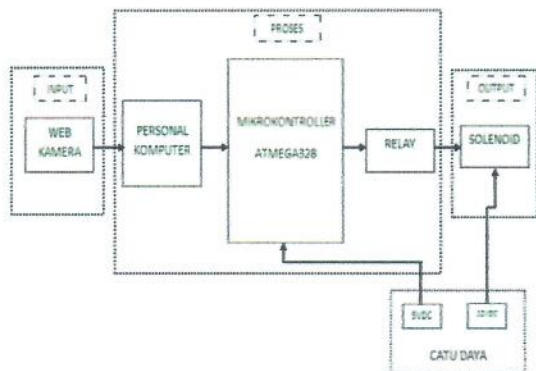 PROSES
INPUT
OUTPUT
WEB
KAMERA
PERSONAL
KOMPUTER
MIKROKONTROLLER
ATMEGA328
RELAY
SOLENOID
5VDC
CATU DAYA